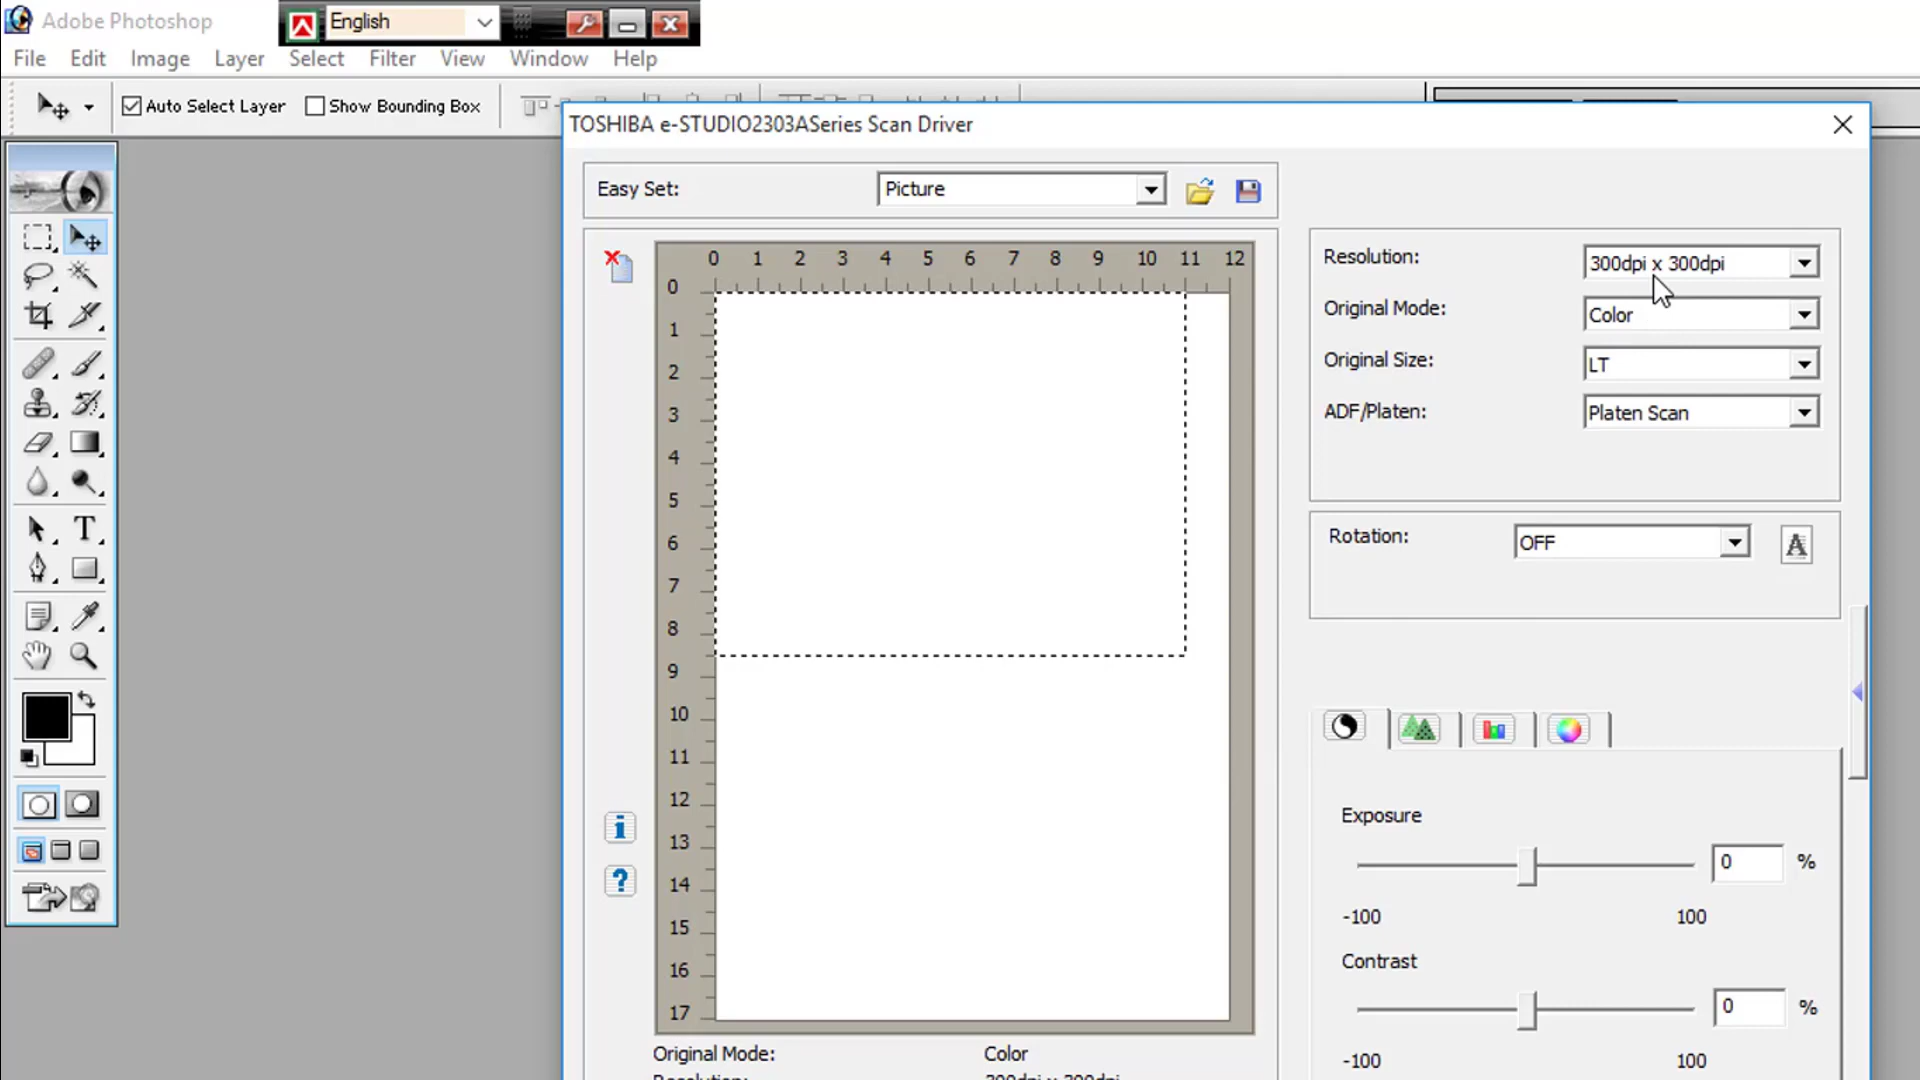 Adobe Photoshop
English
File Edit Image Layer Select Filter View Window Help
Auto Select Layer Show Bounding Box
TOSHIBA e-STUDIO2303ASeries Scan Driver
Easy Set: Picture
0 1 2 3 4 5 6 7 8 9 10 11 12
0
1
2
3
4
5
6
7
8
9
10
11
12
13
14
15
16
17
Original Mode: Color
Resolution: 300dpi x 300dpi
Resolution: 300dpi x 300dpi
Original Mode: Color
Original Size: LT
ADF/Platen: Platen Scan
Rotation: OFF
A
Exposure
0 %
-100 100
Contrast
0 %
-100 100